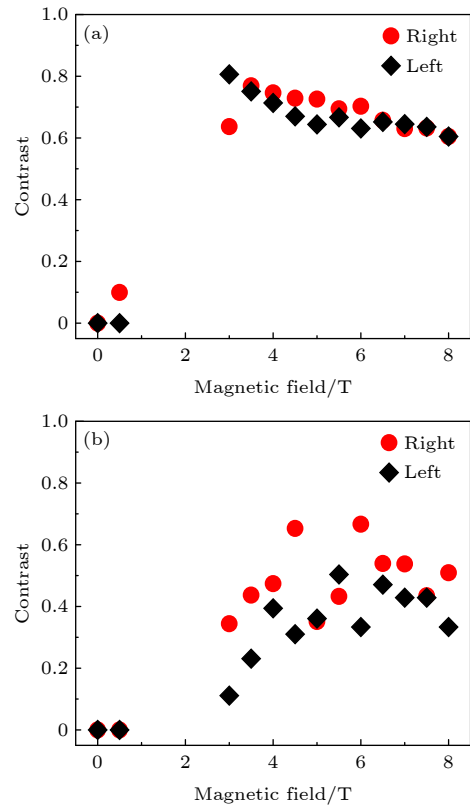 (a)
Right
Left
1.0
0.8
0.6
0.4
0.2
0
Contrast
0 2 4 6 8
Magnetic field/T
(b)
Right
Left
1.0
0.8
0.6
0.4
0.2
0
Contrast
0 2 4 6 8
Magnetic field/T